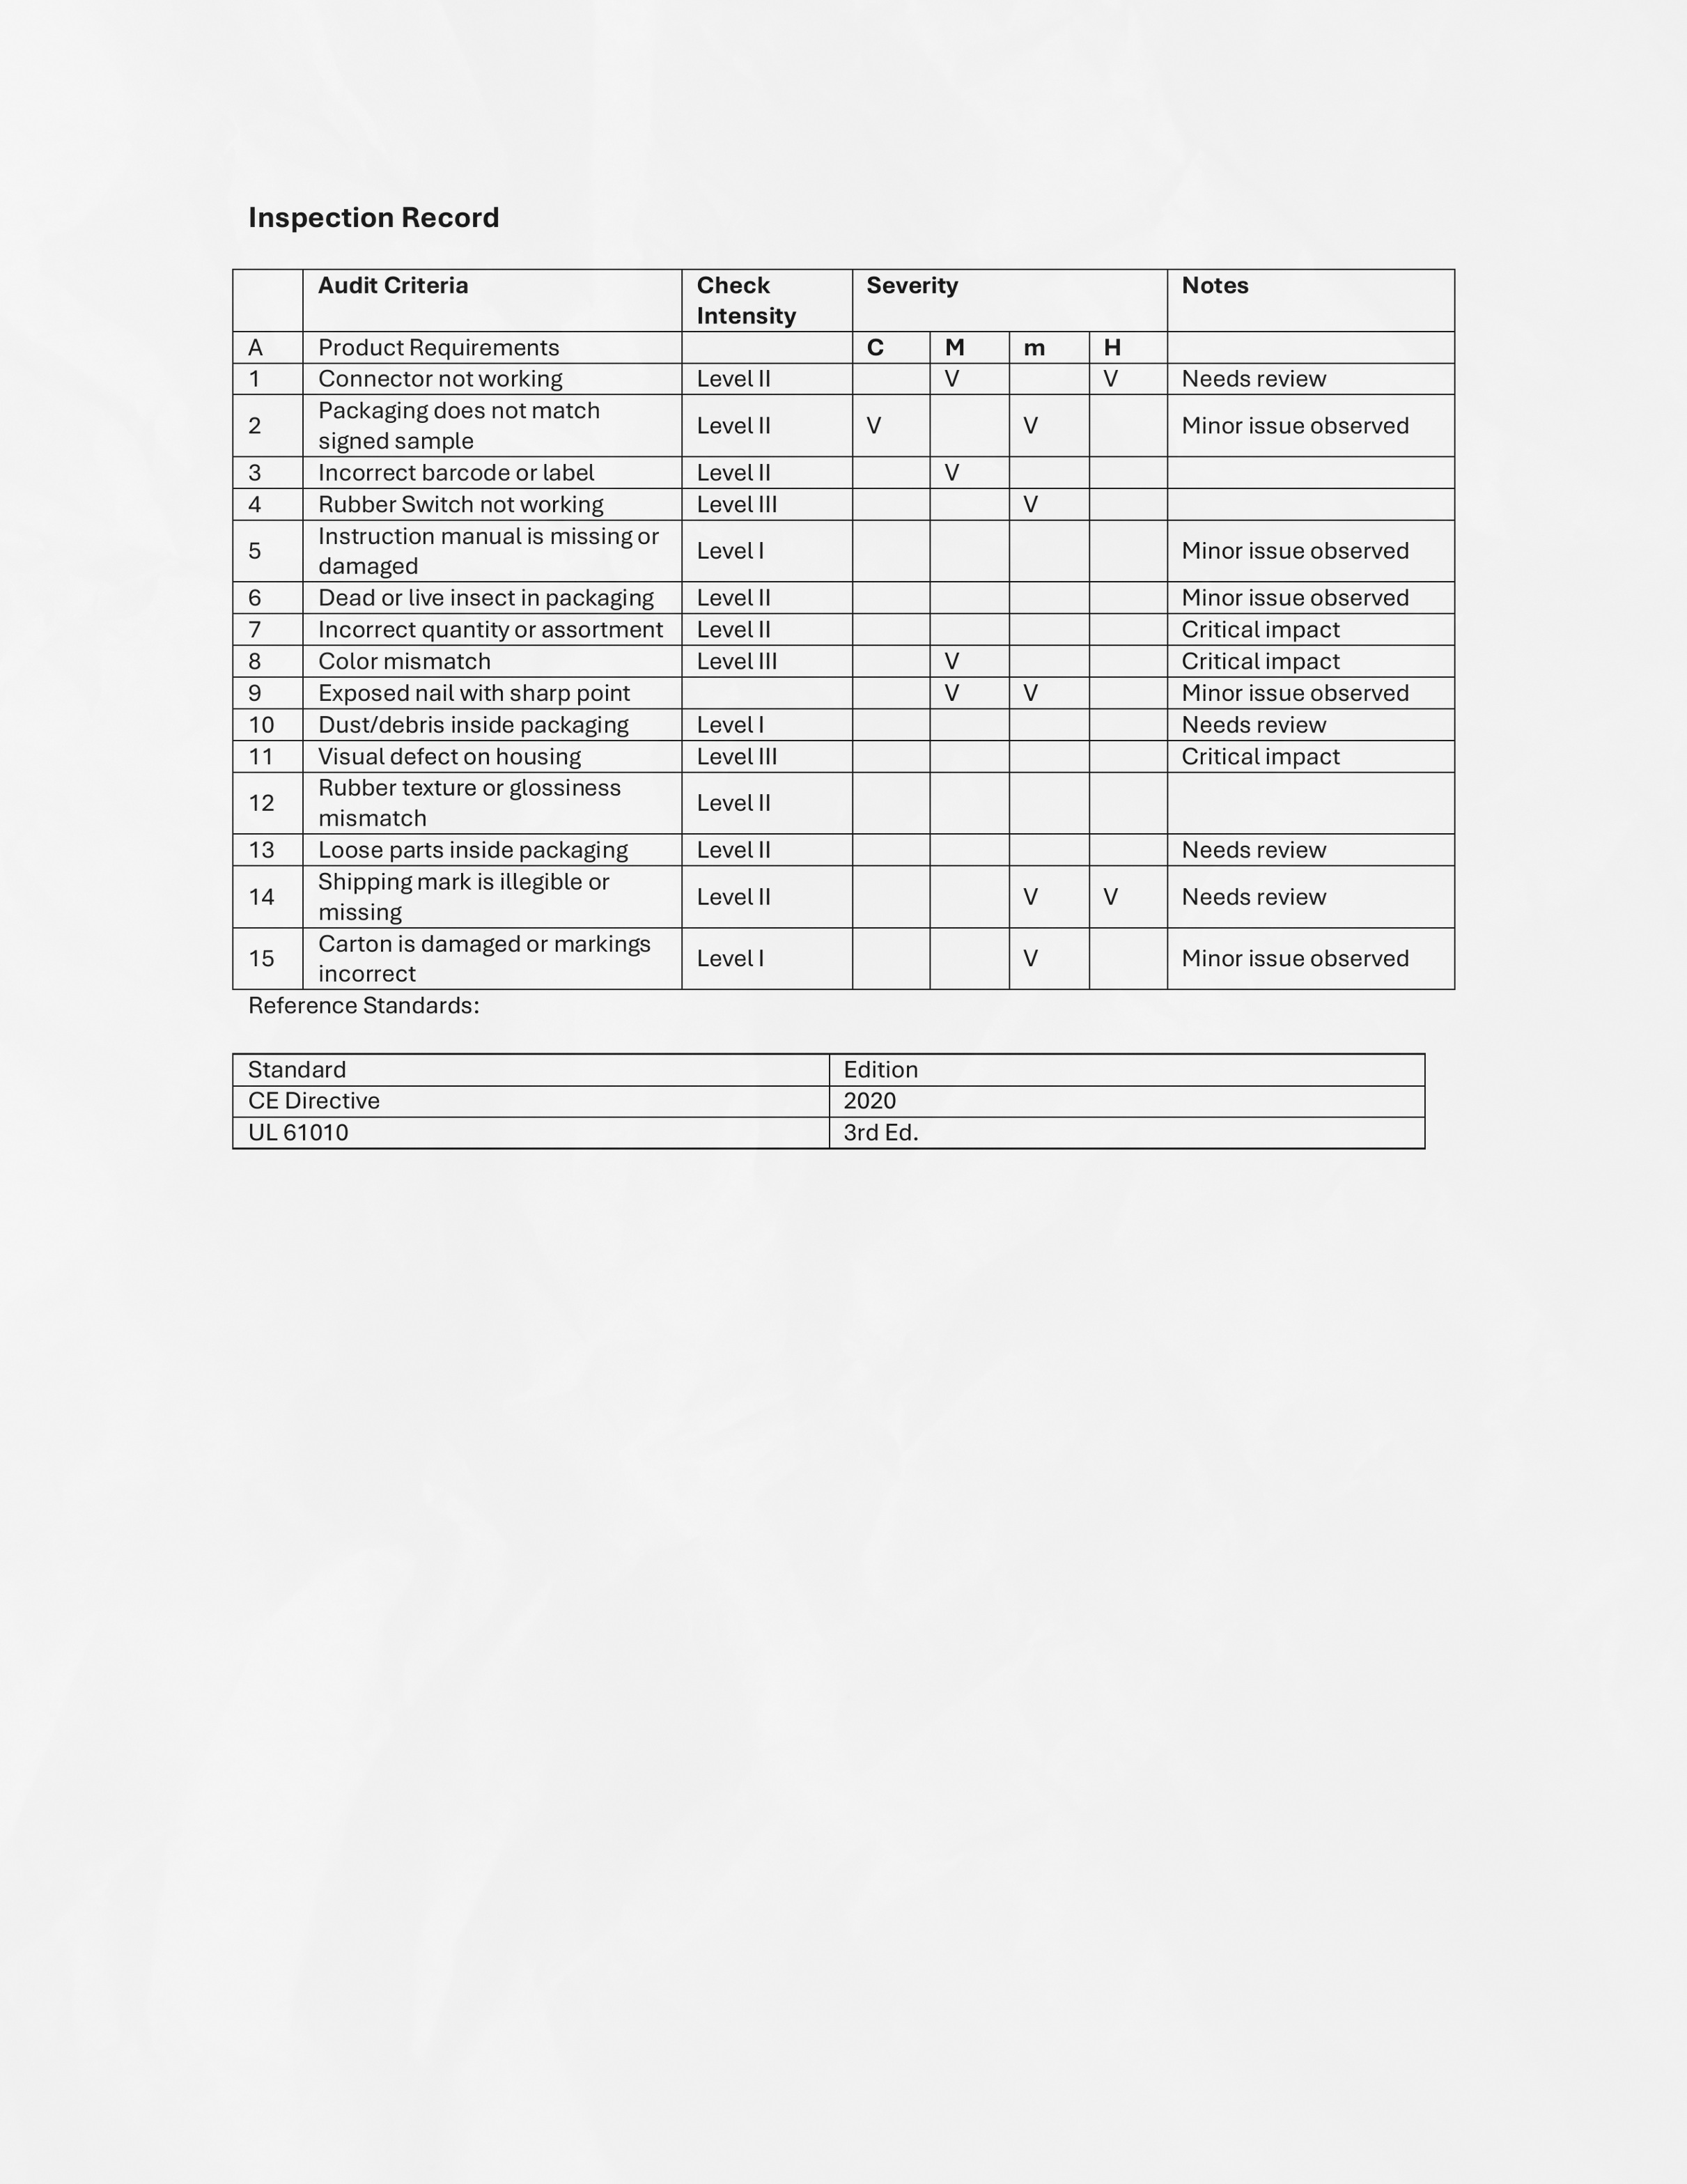 Inspection Record
Audit Criteria Check Intensity Severity Notes
A Product Requirements C M m H
1 Connector not working Level II V V Needs review
2 Packaging does not match signed sample Level II V V Minor issue observed
3 Incorrect barcode or label Level II V
4 Rubber Switch not working Level III V
5 Instruction manual is missing or damaged Level I Minor issue observed
6 Dead or live insect in packaging Level II Minor issue observed
7 Incorrect quantity or assortment Level II Critical impact
8 Color mismatch Level III V Critical impact
9 Exposed nail with sharp point V V Minor issue observed
10 Dust/debris inside packaging Level I Needs review
11 Visual defect on housing Level III Critical impact
12 Rubber texture or glossiness mismatch Level II
13 Loose parts inside packaging Level II Needs review
14 Shipping mark is illegible or missing Level II V V Needs review
15 Carton is damaged or markings incorrect Level I V Minor issue observed
Reference Standards:
Standard Edition
CE Directive 2020
UL 61010 3rd Ed.